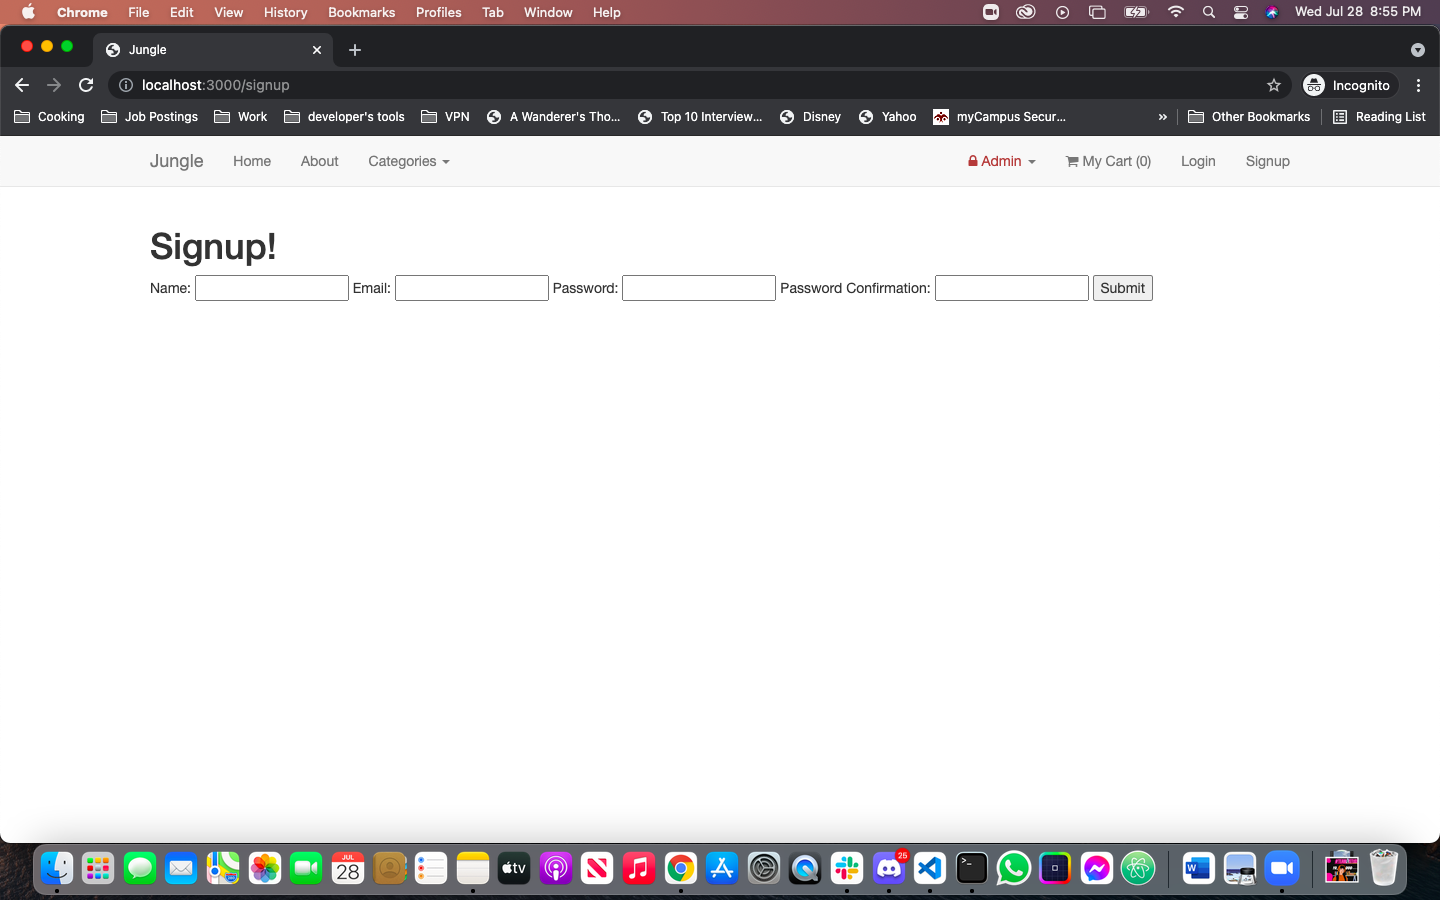 Chrome File Edit View History Bookmarks Profiles Tab Window Help Wed Jul 28 8:55 PM
Jungle
localhost:3000/signup Incognito
Cooking Job Postings Work developer's tools VPN A Wanderer's Tho... Top 10 Interview... Disney Yahoo myCampus Secur... » Other Bookmarks Reading List
Jungle Home About Categories Admin My Cart (0) Login Signup
Signup!
Name: Email: Password: Password Confirmation: Submit
JUL
28
tv
25
>_
W